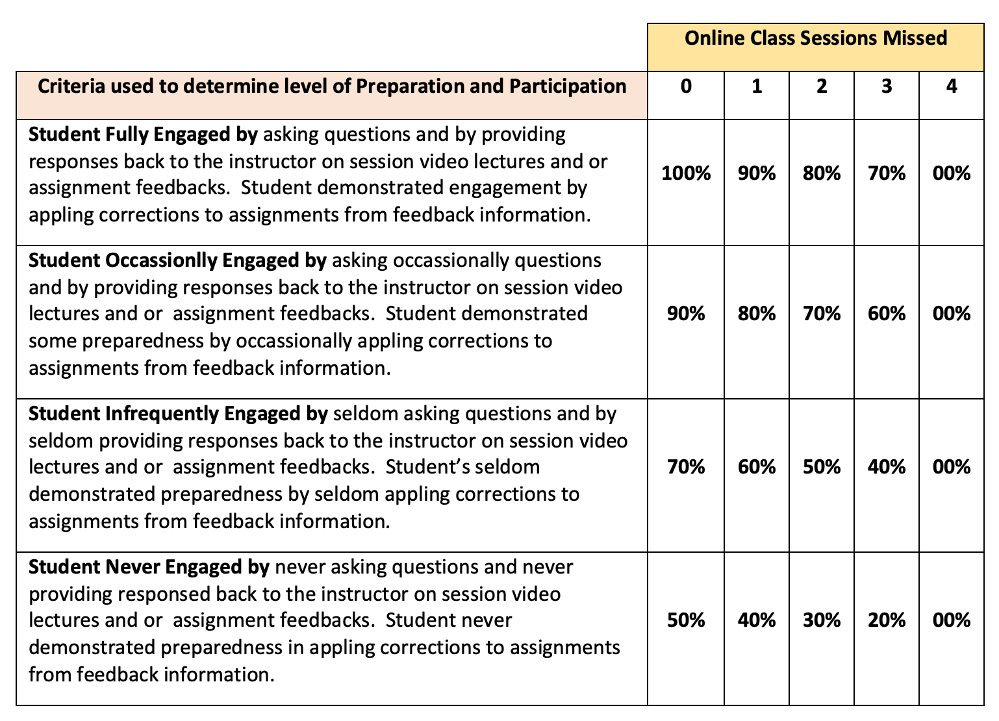 Online Class Sessions Missed
Criteria used to determine level of Preparation and Participation 0 1 2 3 4
Student Fully Engaged by asking questions and by providing
responses back to the instructor on session video lectures and or
assignment feedbacks.  Student demonstrated engagement by
appling corrections to assignments from feedback information.
100% 90% 80% 70% 00%
Student Occassionlly Engaged by asking occassionally questions
and by providing responses back to the instructor on session video
lectures and or  assignment feedbacks.  Student demonstrated
some preparedness by occassionally appling corrections to
assignments from feedback information.
90% 80% 70% 60% 00%
Student Infrequently Engaged by seldom asking questions and by
seldom providing responses back to the instructor on session video
lectures and or  assignment feedbacks.  Student’s seldom
demonstrated preparedness by seldom appling corrections to
assignments from feedback information.
70% 60% 50% 40% 00%
Student Never Engaged by never asking questions and never
providing responsed back to the instructor on session video
lectures and or  assignment feedbacks.  Student never
demonstrated preparedness in appling corrections to assignments
from feedback information.
50% 40% 30% 20% 00%